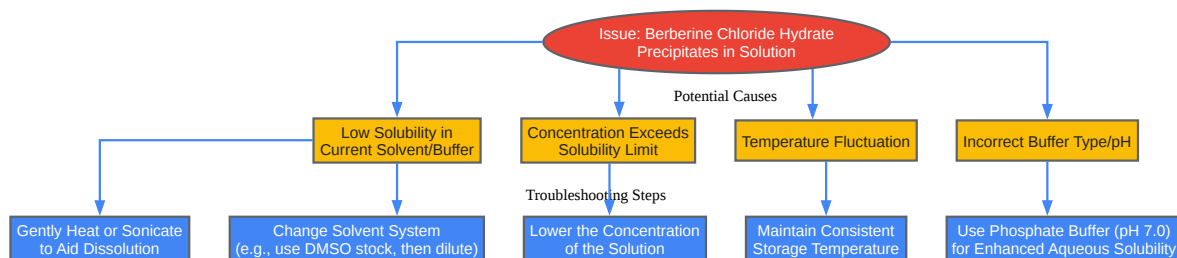 Issue: Berberine Chloride Hydrate
Precipitates in Solution
Potential Causes
Low Solubility in
Current Solvent/Buffer
Concentration Exceeds
Solubility Limit
Temperature Fluctuation
Incorrect Buffer Type/pH
Troubleshooting Steps
Gently Heat or Sonicate
to Aid Dissolution
Change Solvent System
(e.g., use DMSO stock, then dilute)
Lower the Concentration
of the Solution
Maintain Consistent
Storage Temperature
Use Phosphate Buffer (pH 7.0)
for Enhanced Aqueous Solubility